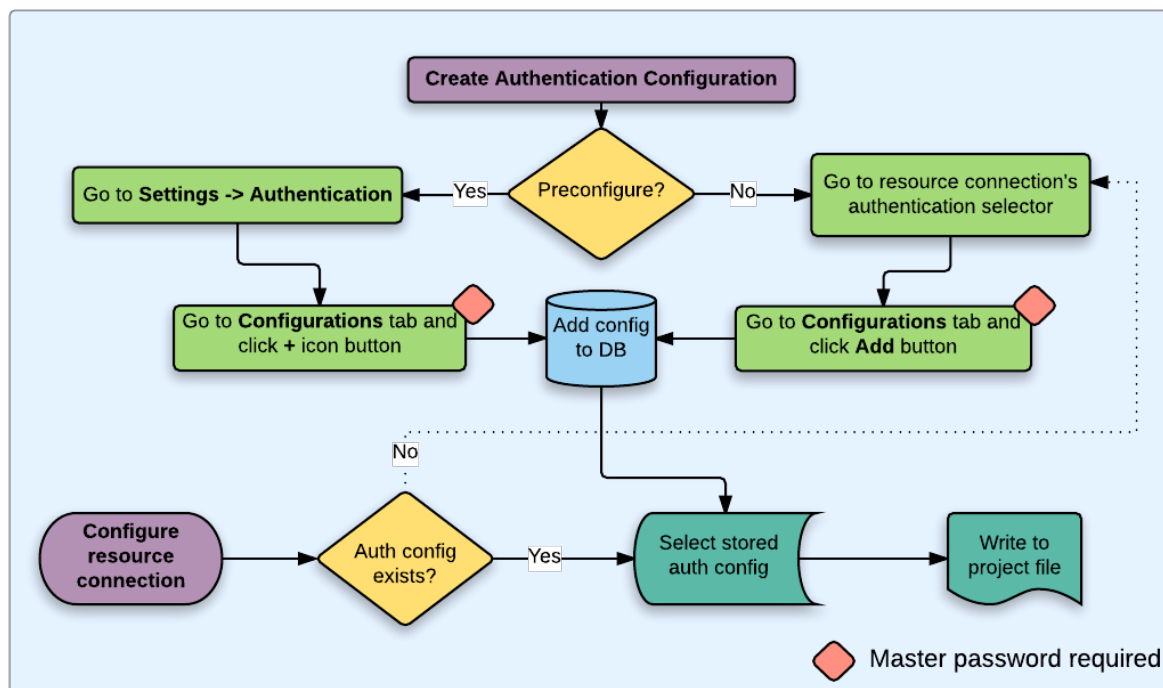 Create Authentication Configuration
Preconfigure?
Yes
No
Go to Settings -> Authentication
Go to resource connection's
authentication selector
Go to Configurations tab and
click + icon button
Add config
to DB
Go to Configurations tab and
click Add button
No
Configure
resource
connection
Auth config
exists?
Yes
Select stored
auth config
Write to
project file
Master password required